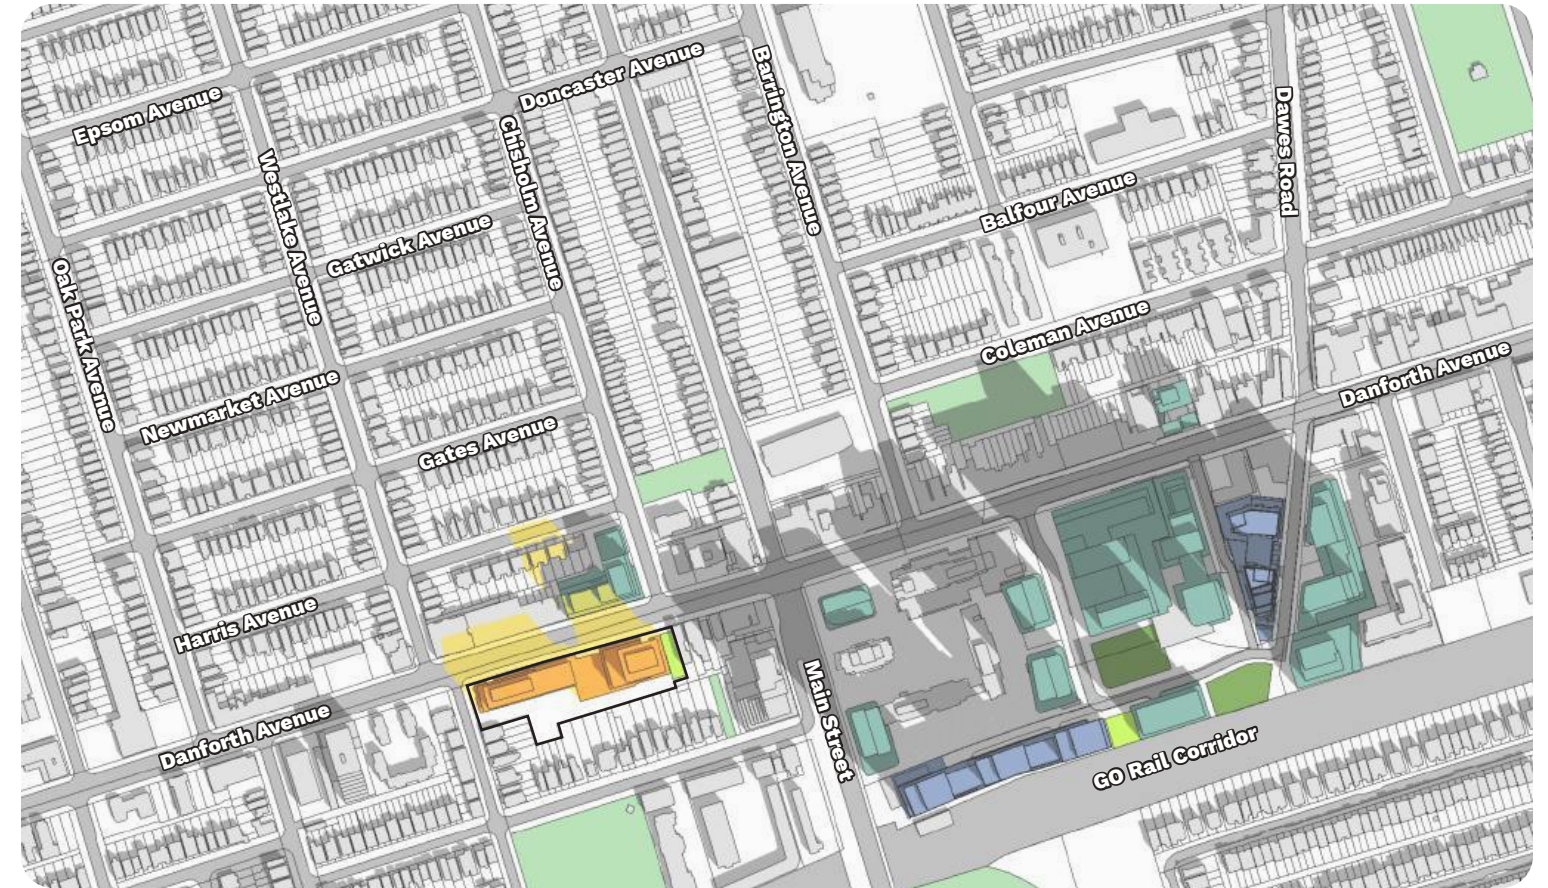 Doncaster Avenue
Barrington Avenue
Epsom Avenue
Dawes Road
Chisholm Avenue
Westlake Avenue
Balfour Avenue
Gatwick Avenue
Oak Park Avenue
Coleman Avenue
Danforth Avenue
Newmarket Avenue
Gates Avenue
Harris Avenue
Main Street
Danforth Avenue
GO Rail Corridor